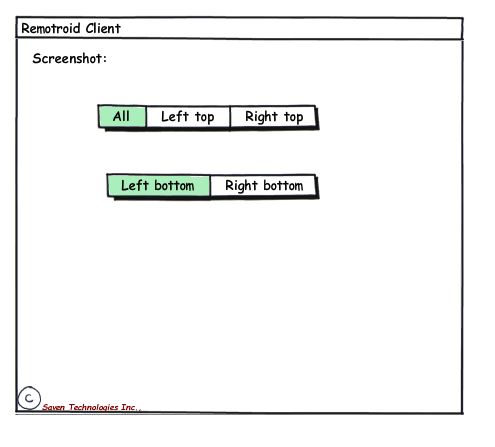 Remotroid Client
Screenshot:
All Left top Right top
Left bottom Right bottom
C Saven Technologies Inc.,